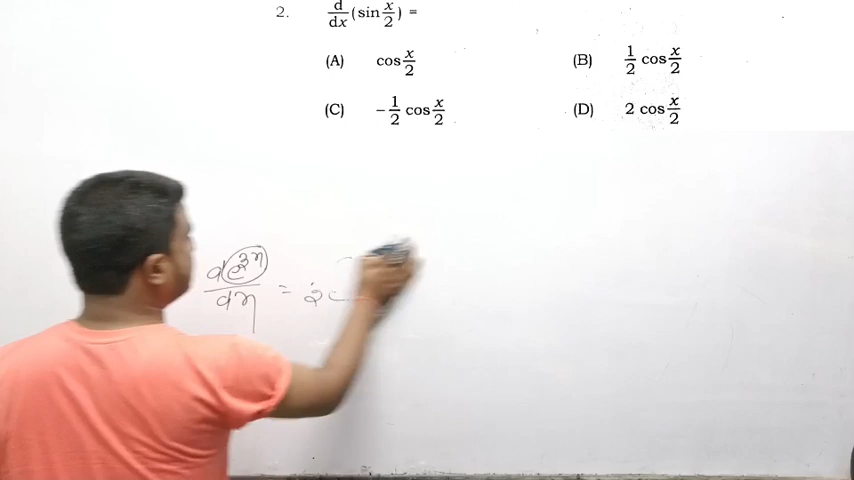 2. d/dx (sin x/2) =
(A) cos x/2 (B) 1/2 cos x/2
(C) -1/2 cos x/2 (D) 2 cos x/2